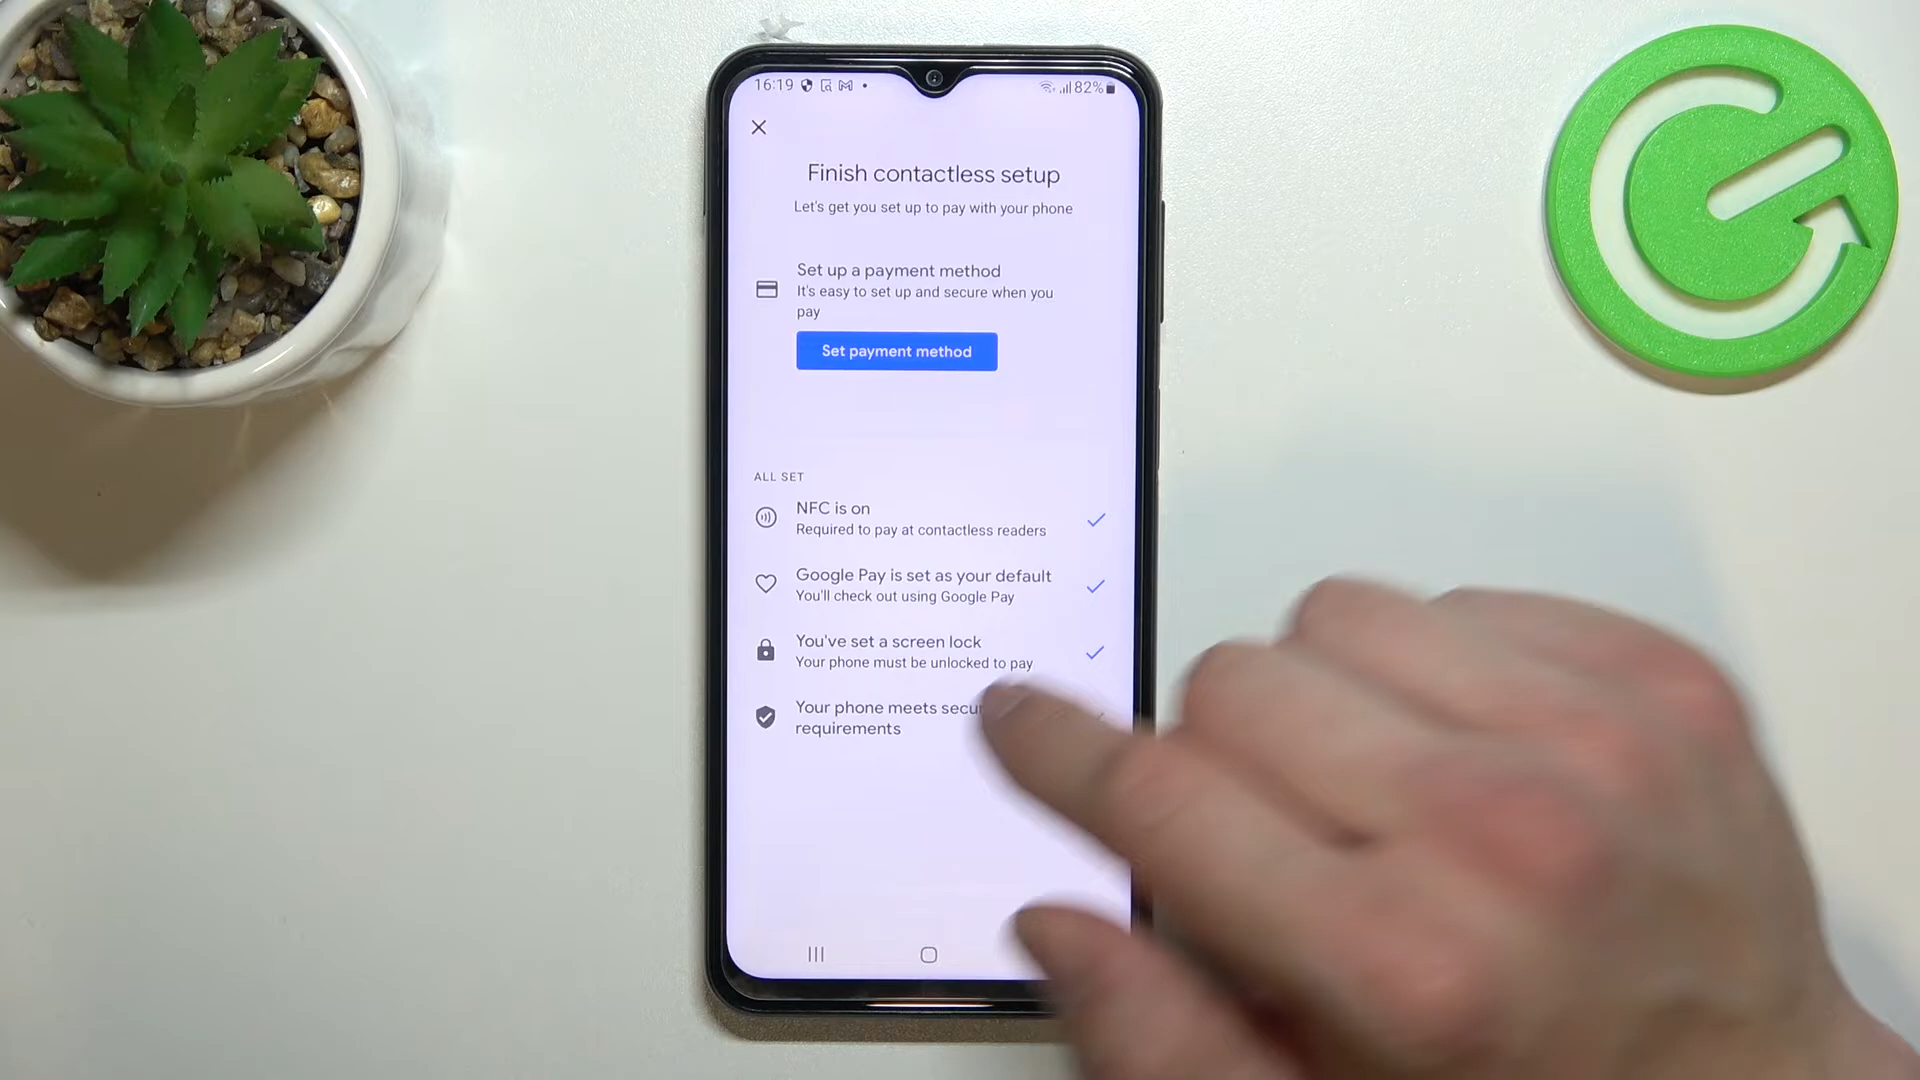 16:19
82%
Finish contactless setup
Let's get you set up to pay with your phone
Set up a payment method
It's easy to set up and secure when you
pay
Set payment method
ALL SET
NFC is on
Required to pay at contactless readers
Google Pay is set as your default
You'll check out using Google Pay
You've set a screen lock
Your phone must be unlocked to pay
Your phone meets
requirements